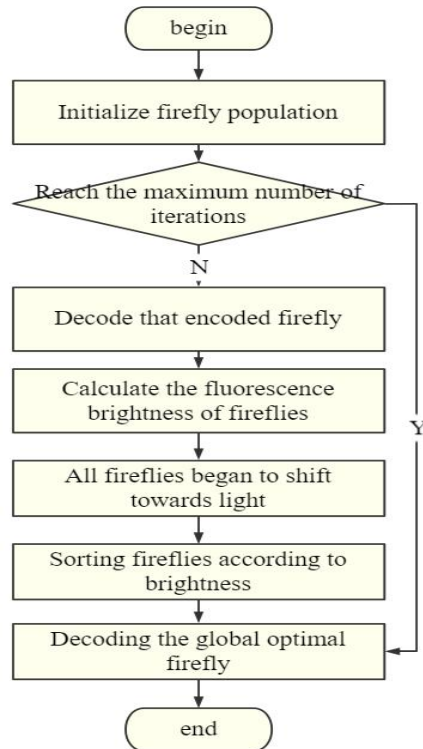 begin
Initialize firefly population
Reach the maximum number of
iterations
N
Decode that encoded firefly
Calculate the fluorescence
brightness of fireflies
Y
All fireflies began to shift
towards light
Sorting fireflies according to
brightness
Decoding the global optimal
firefly
end